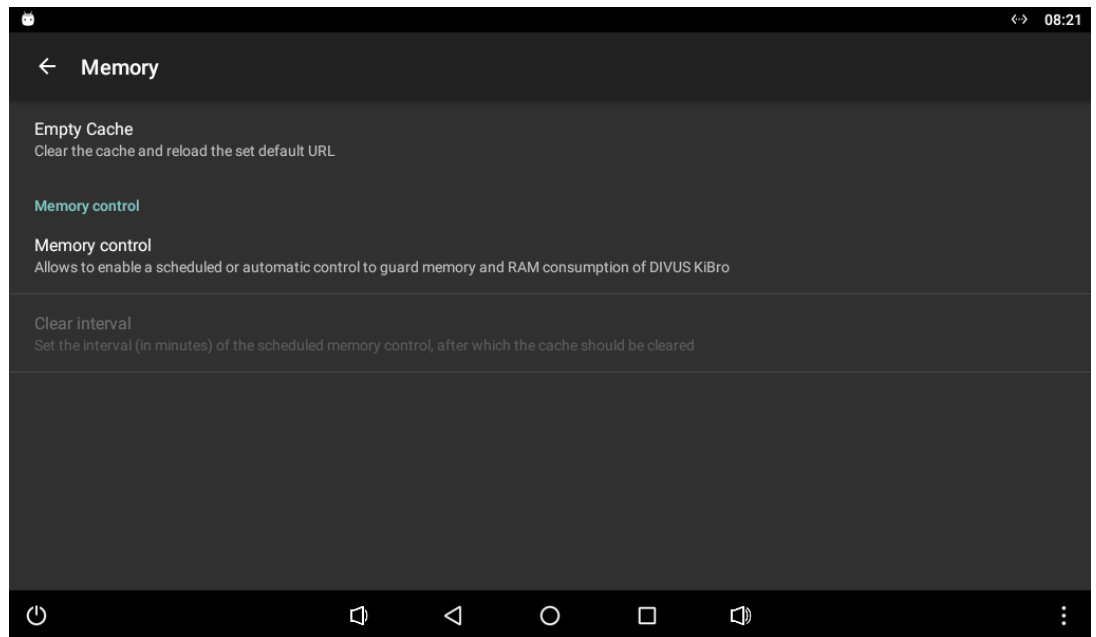 08:21
Memory
Empty Cache
Clear the cache and reload the set default URL
Memory control
Memory control
Allows to enable a scheduled or automatic control to guard memory and RAM consumption of DIVUS KiBro
Clear interval
Set the interval (in minutes) of the scheduled memory control, after which the cache should be cleared